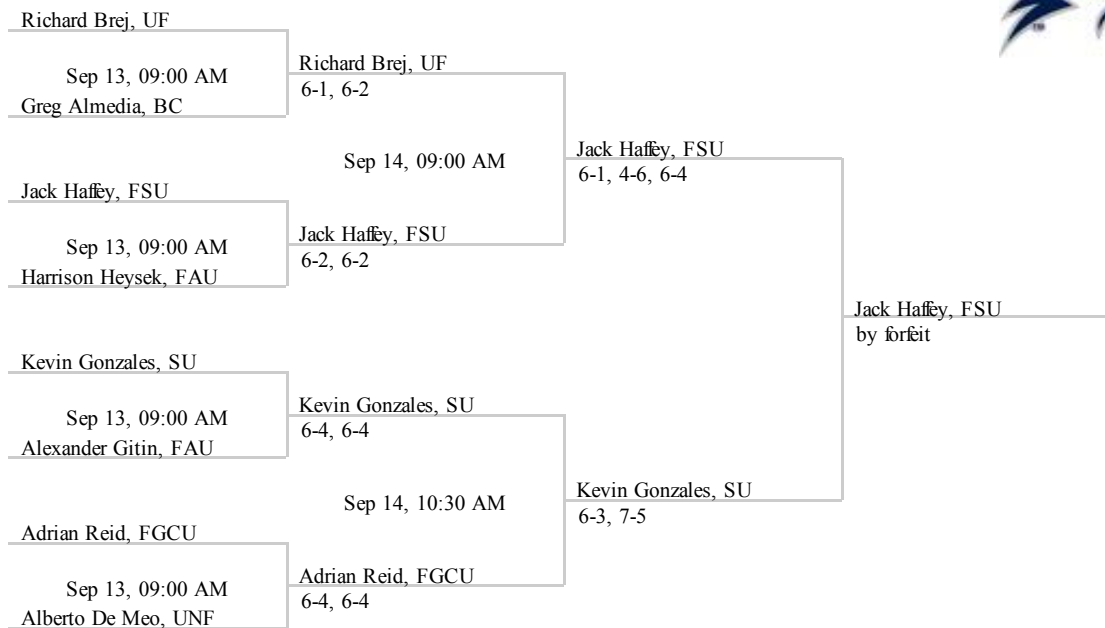 Richard Brej, UF
Sep 13, 09:00 AM
Greg Almedia, BC
Richard Brej, UF
6-1, 6-2
Sep 14, 09:00 AM
Jack Haffey, FSU
Sep 13, 09:00 AM
Harrison Heysek, FAU
Jack Haffey, FSU
6-2, 6-2
Jack Haffey, FSU
6-1, 4-6, 6-4
Kevin Gonzales, SU
Sep 13, 09:00 AM
Alexander Gitin, FAU
Kevin Gonzales, SU
6-4, 6-4
Sep 14, 10:30 AM
Adrian Reid, FGCU
Sep 13, 09:00 AM
Alberto De Meo, UNF
Adrian Reid, FGCU
6-4, 6-4
Kevin Gonzales, SU
6-3, 7-5
Jack Haffey, FSU
by forfeit